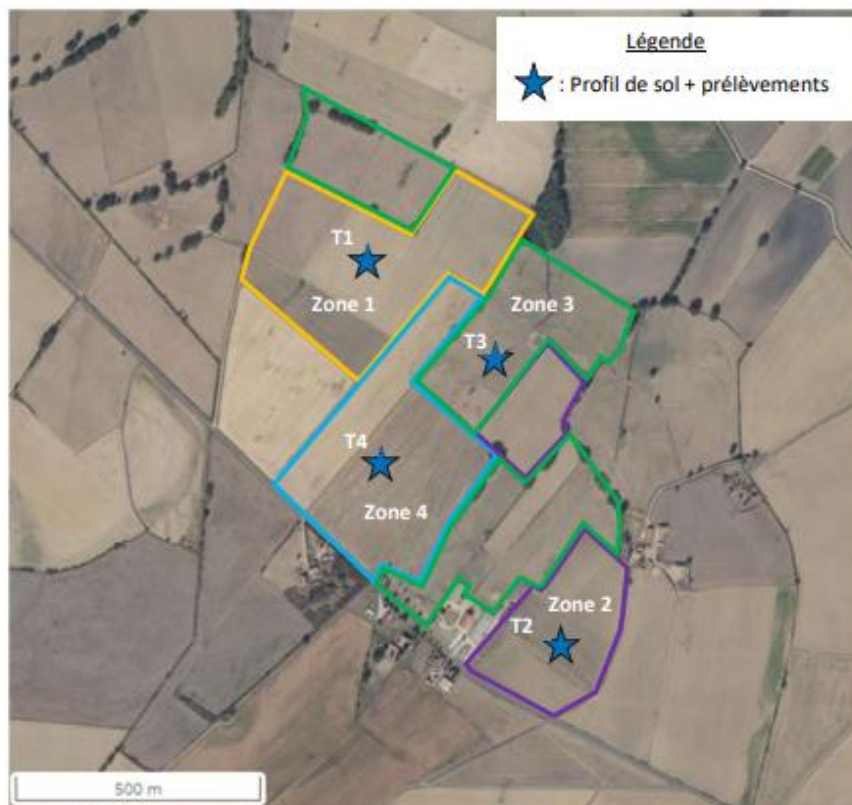 Légende
: Profil de sol + prélèvements
T1
Zone 1
Zone 3
T3
T4
Zone 4
Zone 2
T2
500 m